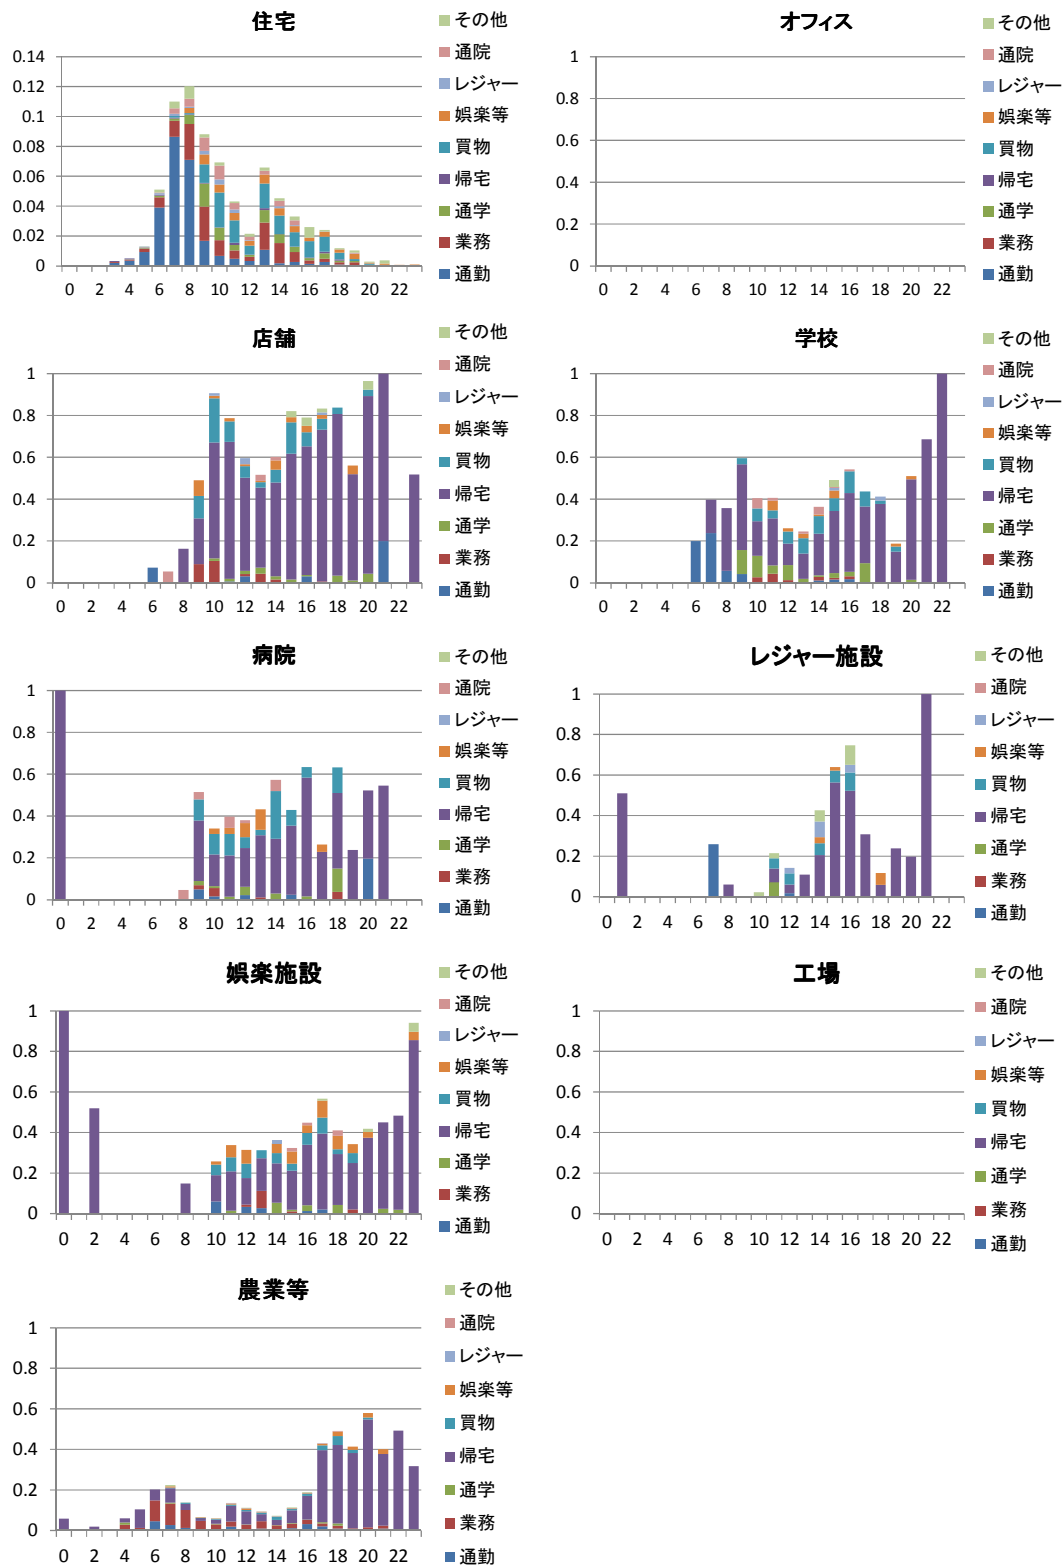 住宅
0.14
0.12
0.1
0.08
0.06
0.04
0.02
0
0 2 4 6 8 10 12 14 16 18 20 22
その他
通院
レジャー
娯楽等
買物
帰宅
通学
業務
通勤
オフィス
1
0.8
0.6
0.4
0.2
0
0 2 4 6 8 10 12 14 16 18 20 22
その他
通院
レジャー
娯楽等
買物
帰宅
通学
業務
通勤
店舗
1
0.8
0.6
0.4
0.2
0
0 2 4 6 8 10 12 14 16 18 20 22
その他
通院
レジャー
娯楽等
買物
帰宅
通学
業務
通勤
学校
1
0.8
0.6
0.4
0.2
0
0 2 4 6 8 10 12 14 16 18 20 22
その他
通院
レジャー
娯楽等
買物
帰宅
通学
業務
通勤
病院
1
0.8
0.6
0.4
0.2
0
0 2 4 6 8 10 12 14 16 18 20 22
その他
通院
レジャー
娯楽等
買物
帰宅
通学
業務
通勤
レジャー施設
1
0.8
0.6
0.4
0.2
0
0 2 4 6 8 10 12 14 16 18 20 22
その他
通院
レジャー
娯楽等
買物
帰宅
通学
業務
通勤
娯楽施設
1
0.8
0.6
0.4
0.2
0
0 2 4 6 8 10 12 14 16 18 20 22
その他
通院
レジャー
娯楽等
買物
帰宅
通学
業務
通勤
工場
1
0.8
0.6
0.4
0.2
0
0 2 4 6 8 10 12 14 16 18 20 22
その他
通院
レジャー
娯楽等
買物
帰宅
通学
業務
通勤
農業等
1
0.8
0.6
0.4
0.2
0
0 2 4 6 8 10 12 14 16 18 20 22
その他
通院
レジャー
娯楽等
買物
帰宅
通学
業務
通勤